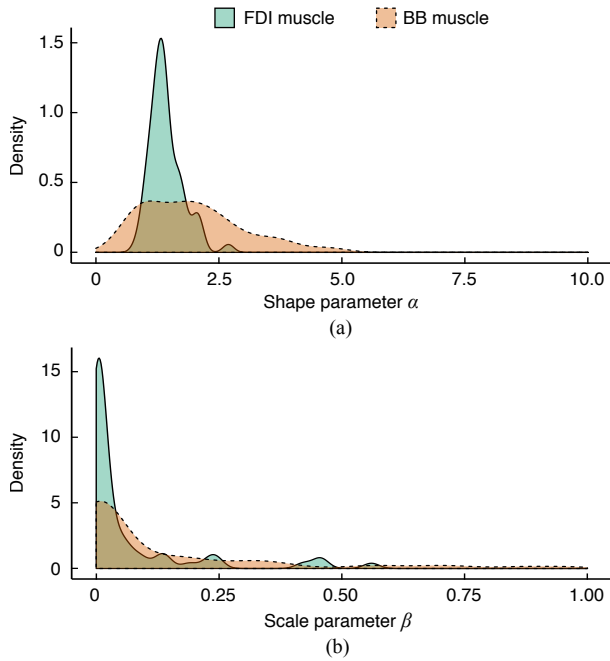 FDI muscle BB muscle
1.5
1.0
0.5
0
Density
0 2.5 5.0 7.5 10.0
Shape parameter α
(a)
15
10
5
0
Density
0 0.25 0.50 0.75 1.00
Scale parameter β
(b)